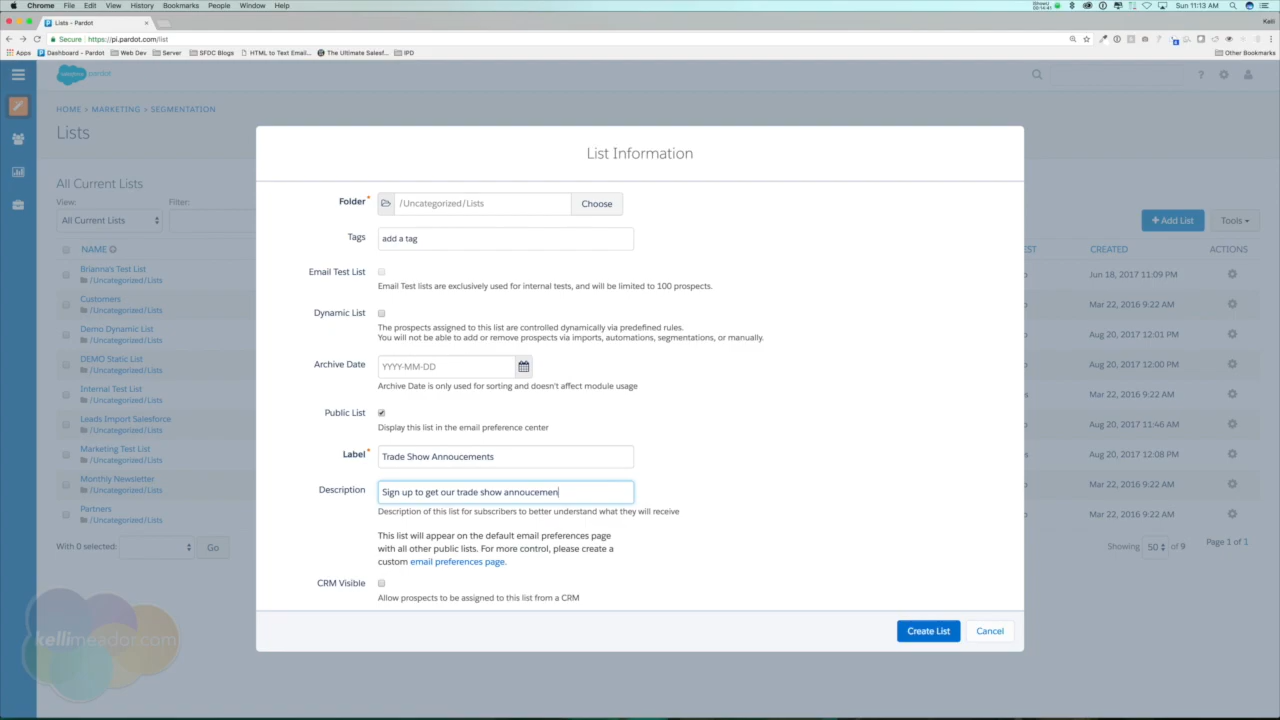 Chrome File Edit View History Bookmarks People Window Help
Sun 11:13 AM
Lists - Pardot
Kelli
Secure https://pi.pardot.com/list
Apps Dashboard - Pardot Web Dev Server SFDC Blogs HTML to Text Email... The Ultimate Salesf... IPD Other Bookmarks
salesforce pardot
HOME > MARKETING > SEGMENTATION
Lists
List Information
All Current Lists
View: Filter:
All Current Lists
+ Add List Tools
NAME CREATED ACTIONS
Brianna's Test List Jun 18, 2017 11:09 PM
/Uncategorized/Lists
Customers Mar 22, 2016 9:22 AM
/Uncategorized/Lists
Demo Dynamic List Aug 20, 2017 12:01 PM
/Uncategorized/Lists
DEMO Static List Aug 20, 2017 12:00 PM
/Uncategorized/Lists
Internal Test List Mar 22, 2016 9:22 AM
/Uncategorized/Lists
Leads Import Salesforce Aug 20, 2017 11:46 AM
/Uncategorized/Lists
Marketing Test List Aug 20, 2017 12:08 PM
/Uncategorized/Lists
Monthly Newsletter Mar 22, 2016 9:22 AM
/Uncategorized/Lists
Partners Mar 22, 2016 9:22 AM
/Uncategorized/Lists
With 0 selected: Go
Showing 50 of 9 Page 1 of 1
Folder* /Uncategorized/Lists Choose
Tags add a tag
Email Test List
Email Test lists are exclusively used for internal tests, and will be limited to 100 prospects.
Dynamic List
The prospects assigned to this list are controlled dynamically via predefined rules.
You will not be able to add or remove prospects via imports, automations, segmentations, or manually.
Archive Date YYYY-MM-DD
Archive Date is only used for sorting and doesn't affect module usage
Public List
Display this list in the email preference center
Label* Trade Show Annoucements
Description Sign up to get our trade show annoucemen
Description of this list for subscribers to better understand what they will receive
This list will appear on the default email preferences page
with all other public lists. For more control, please create a
custom email preferences page.
CRM Visible
Allow prospects to be assigned to this list from a CRM
Create List Cancel
kellimeador.com